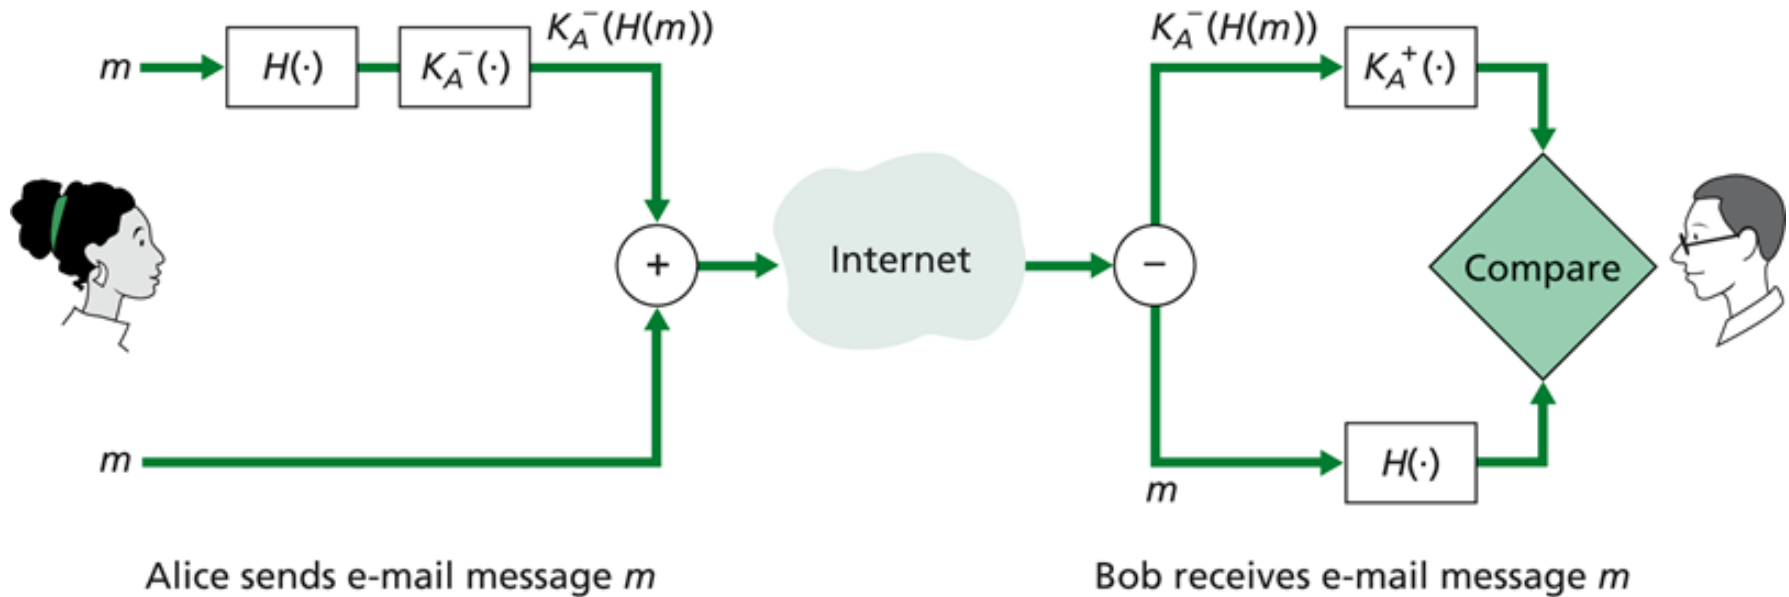 m
H(·)
K_A^−(·)
K_A^−(H(m))
+
m
Internet
−
K_A^−(H(m))
K_A^+(·)
Compare
m
H(·)
Alice sends e-mail message m
Bob receives e-mail message m